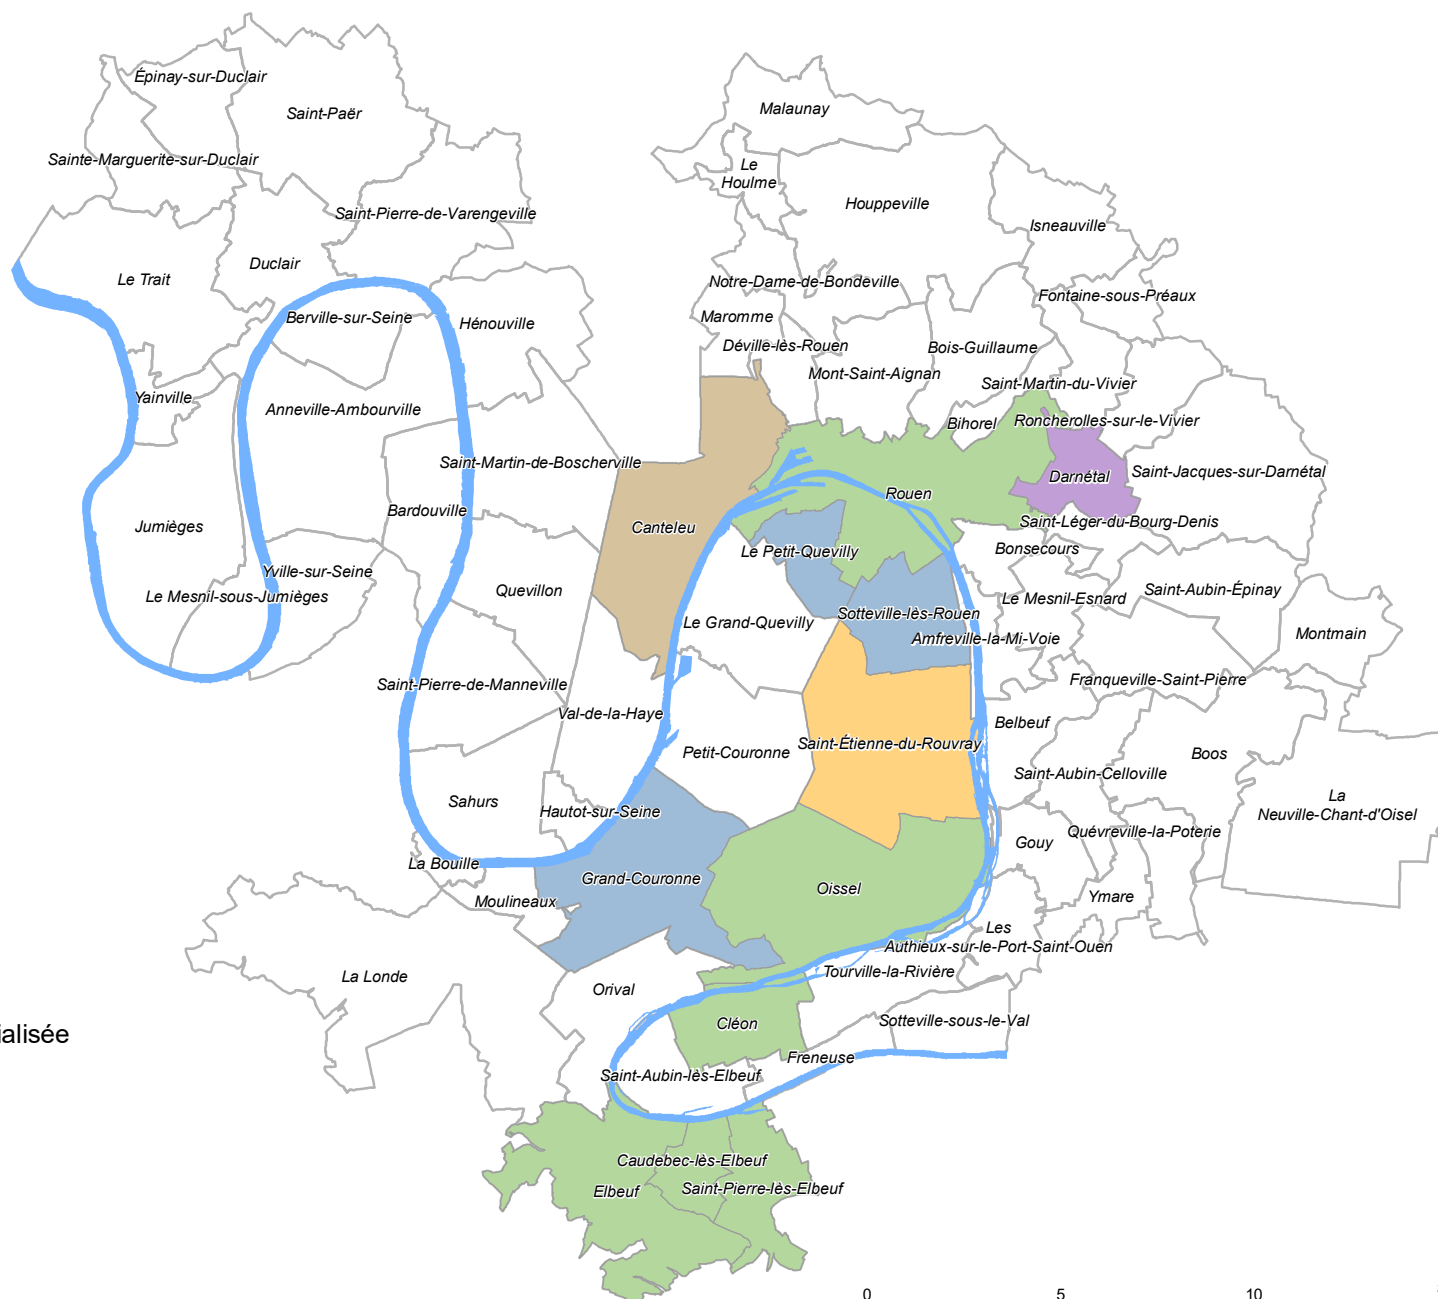 Épinay-sur-Duclair
Saint-Paër
Malaunay
Sainte-Marguerite-sur-Duclair
Le
Houlme
Houppeville
Saint-Pierre-de-Varengeville
Isneauville
Duclair
Le Trait
Notre-Dame-de-Bondeville
Fontaine-sous-Préaux
Berville-sur-Seine
Hénouville
Maromme
Déville-lès-Rouen
Bois-Guillaume
Mont-Saint-Aignan
Saint-Martin-du-Vivier
Yainville
Anneville-Ambourville
Bihorel
Roncherolles-sur-le-Vivier
Saint-Martin-de-Boscherville
Saint-Jacques-sur-Darnétal
Darnétal
Rouen
Bardouville
Jumièges
Canteleu
Saint-Léger-du-Bourg-Denis
Le Petit-Quevilly
Bonsecours
Yville-sur-Seine
Quevillon
Saint-Aubin-Épinay
Le Mesnil-sous-Jumièges
Le Mesnil-Esnard
Sotteville-lès-Rouen
Le Grand-Quevilly
Amfreville-la-Mi-Voie
Montmain
Saint-Pierre-de-Manneville
Franqueville-Saint-Pierre
Val-de-la-Haye
Belbeuf
Saint-Étienne-du-Rouvray
Petit-Couronne
Boos
Saint-Aubin-Celloville
Sahurs
Hautot-sur-Seine
La
Neuville-Chant-d'Oisel
Quévreville-la-Poterie
Gouy
La Bouille
Grand-Couronne
Oissel
Moulineaux
Ymare
Les
Authieux-sur-le-Port-Saint-Ouen
La Londe
Tourville-la-Rivière
Orival
Cléon
Sotteville-sous-le-Val
ialisée
Freneuse
Saint-Aubin-lès-Elbeuf
Caudebec-lès-Elbeuf
Elbeuf
Saint-Pierre-lès-Elbeuf
0 5 10